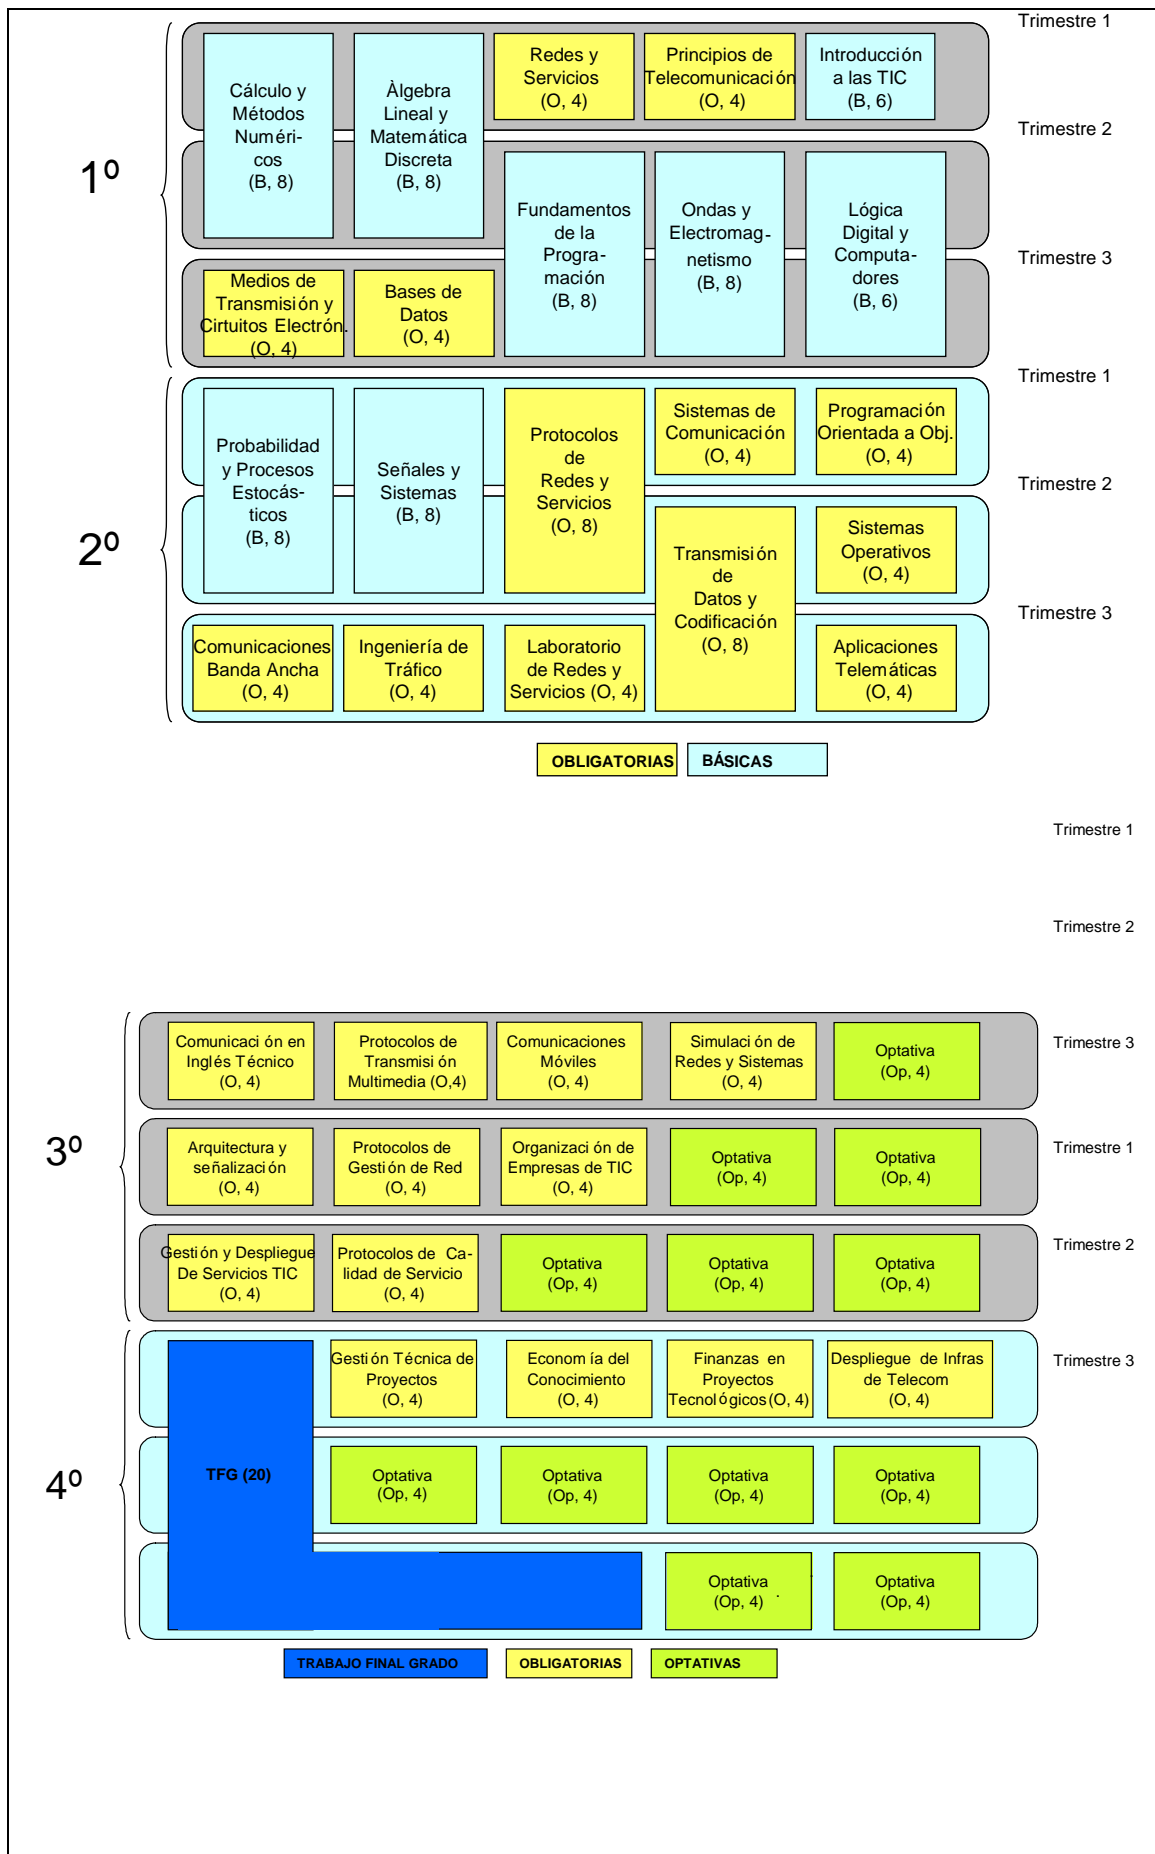 Trimestre 1
Cálculo y
Métodos
Numéri-
cos
(B, 8)
Àlgebra
Lineal y
Matemática
Discreta
(B, 8)
Redes y
Servicios
(O, 4)
Principios de
Telecomunicación
(O, 4)
Introducción
a las TIC
(B, 6)
Trimestre 2
1º
Fundamentos
de la
Progra-
mación
(B, 8)
Ondas y
Electromag-
netismo
(B, 8)
Lógica
Digital y
Computa-
dores
(B, 6)
Trimestre 3
Medios de
Transmisión y
Cirtuitos Electrón.
(O, 4)
Bases de
Datos
(O, 4)
Trimestre 1
Probabilidad
y Procesos
Estocás-
ticos
(B, 8)
Señales y
Sistemas
(B, 8)
Protocolos
de
Redes y
Servicios
(O, 8)
Sistemas de
Comunicación
(O, 4)
Programación
Orientada a Obj.
(O, 4)
Trimestre 2
2º
Transmisión
de
Datos y
Codificación
(O, 8)
Sistemas
Operativos
(O, 4)
Trimestre 3
Comunicaciones
Banda Ancha
(O, 4)
Ingeniería de
Tráfico
(O, 4)
Laboratorio
de Redes y
Servicios (O, 4)
Aplicaciones
Telemáticas
(O, 4)
OBLIGATORIAS
BÁSICAS
Trimestre 1
Trimestre 2
Comunicación en
Inglés Técnico
(O, 4)
Protocolos de
Transmisión
Multimedia (O,4)
Comunicaciones
Móviles
(O, 4)
Simulación de
Redes y Sistemas
(O, 4)
Optativa
(Op, 4)
Trimestre 3
3º
Arquitectura y
señalización
(O, 4)
Protocolos de
Gestión de Red
(O, 4)
Organización de
Empresas de TIC
(O, 4)
Optativa
(Op, 4)
Optativa
(Op, 4)
Trimestre 1
Gestión y Despliegue
De Servicios TIC
(O, 4)
Protocolos de Ca-
lidad de Servicio
(O, 4)
Optativa
(Op, 4)
Optativa
(Op, 4)
Optativa
(Op, 4)
Trimestre 2
Gestión Técnica de
Proyectos
(O, 4)
Economía del
Conocimiento
(O, 4)
Finanzas en
Proyectos
Tecnológicos(O, 4)
Despliegue de Infras
de Telecom
(O, 4)
Trimestre 3
4º
TFG (20)
Optativa
(Op, 4)
Optativa
(Op, 4)
Optativa
(Op, 4)
Optativa
(Op, 4)
Optativa
(Op, 4)
Optativa
(Op, 4)
TRABAJO FINAL GRADO
OBLIGATORIAS
OPTATIVAS